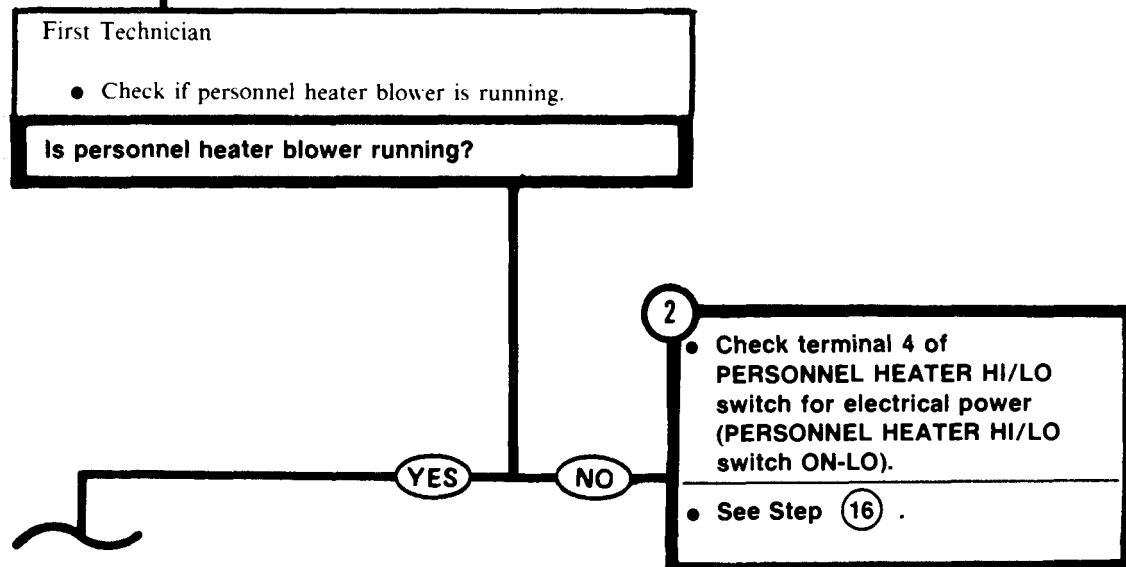 First Technician
● Check if personnel heater blower is running.
Is personnel heater blower running?
YES
NO
2
● Check terminal 4 of
PERSONNEL HEATER HI/LO
switch for electrical power
(PERSONNEL HEATER HI/LO
switch ON-LO).
● See Step 16 .